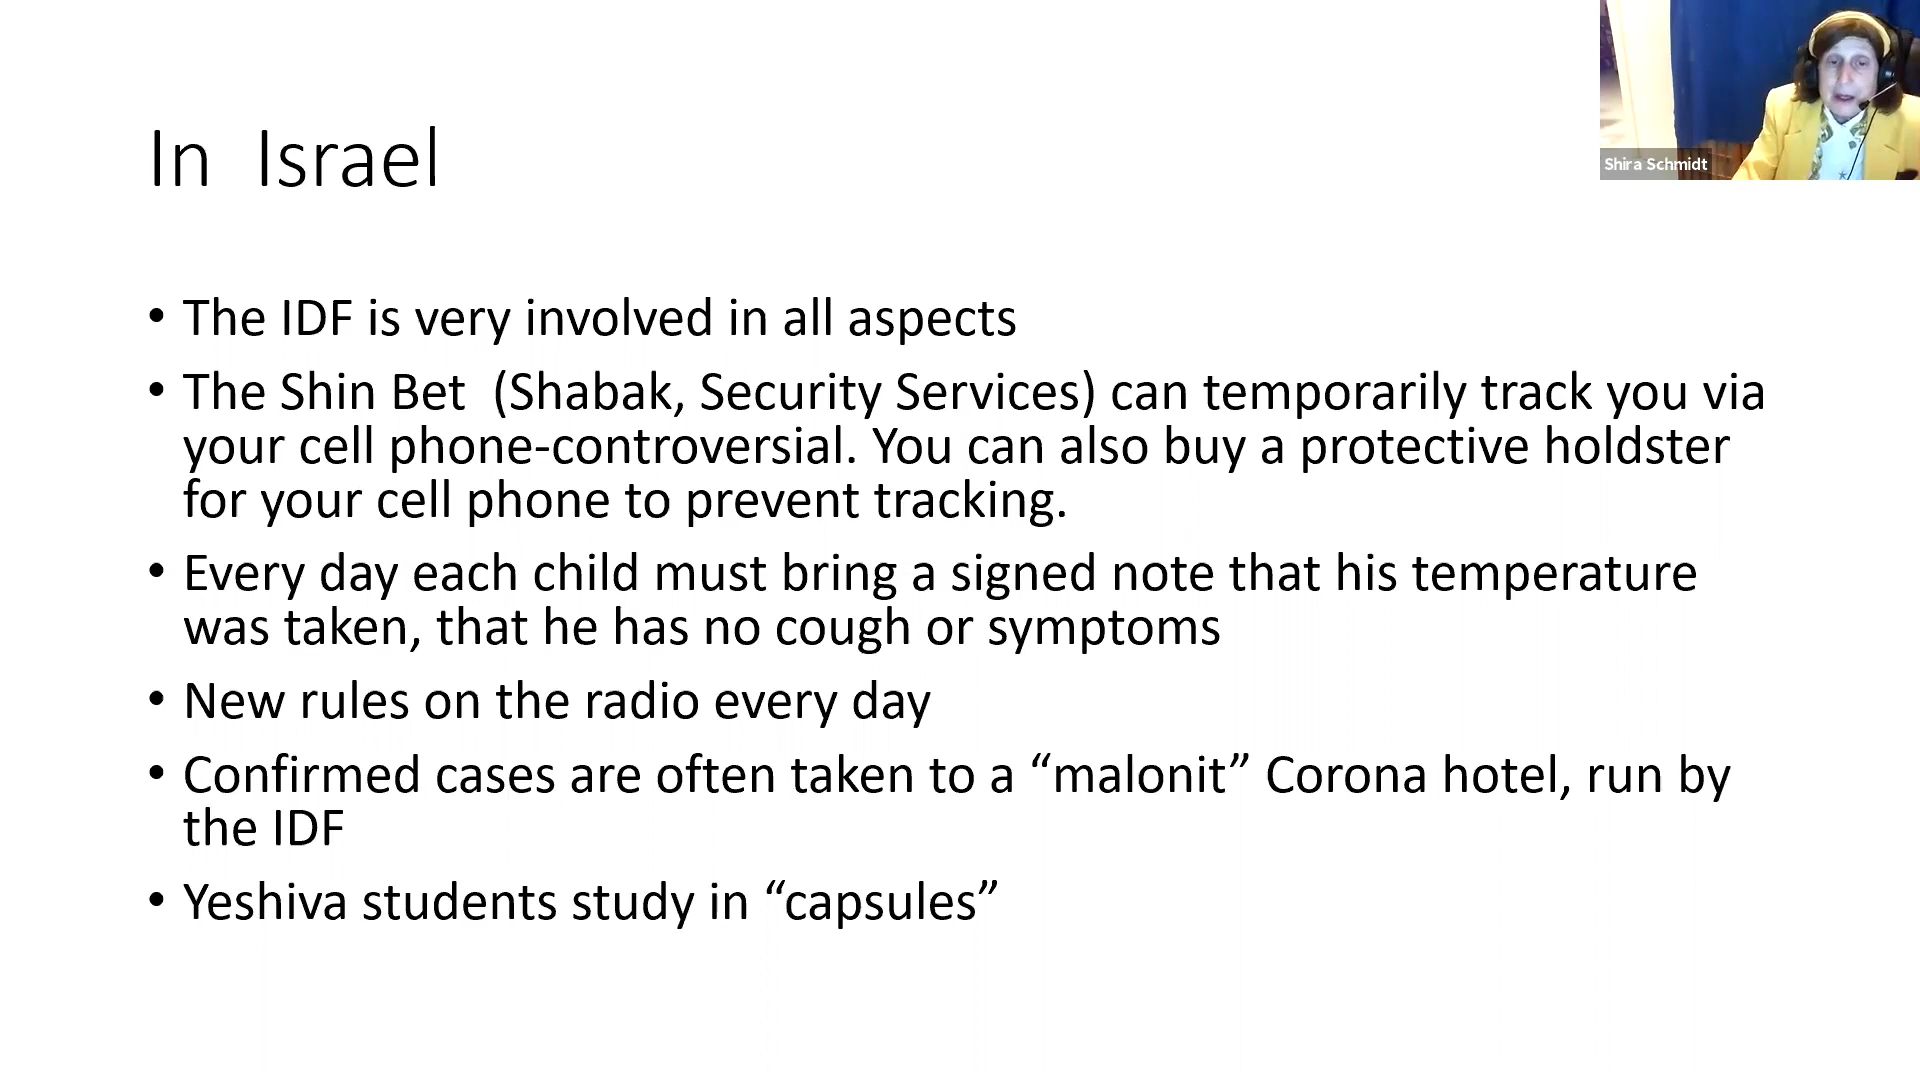 In Israel
Shira Schmidt
• The IDF is very involved in all aspects
• The Shin Bet (Shabak, Security Services) can temporarily track you via
your cell phone-controversial. You can also buy a protective holdster
for your cell phone to prevent tracking.
• Every day each child must bring a signed note that his temperature
was taken, that he has no cough or symptoms
• New rules on the radio every day
• Confirmed cases are often taken to a “malonit” Corona hotel, run by
the IDF
• Yeshiva students study in “capsules”